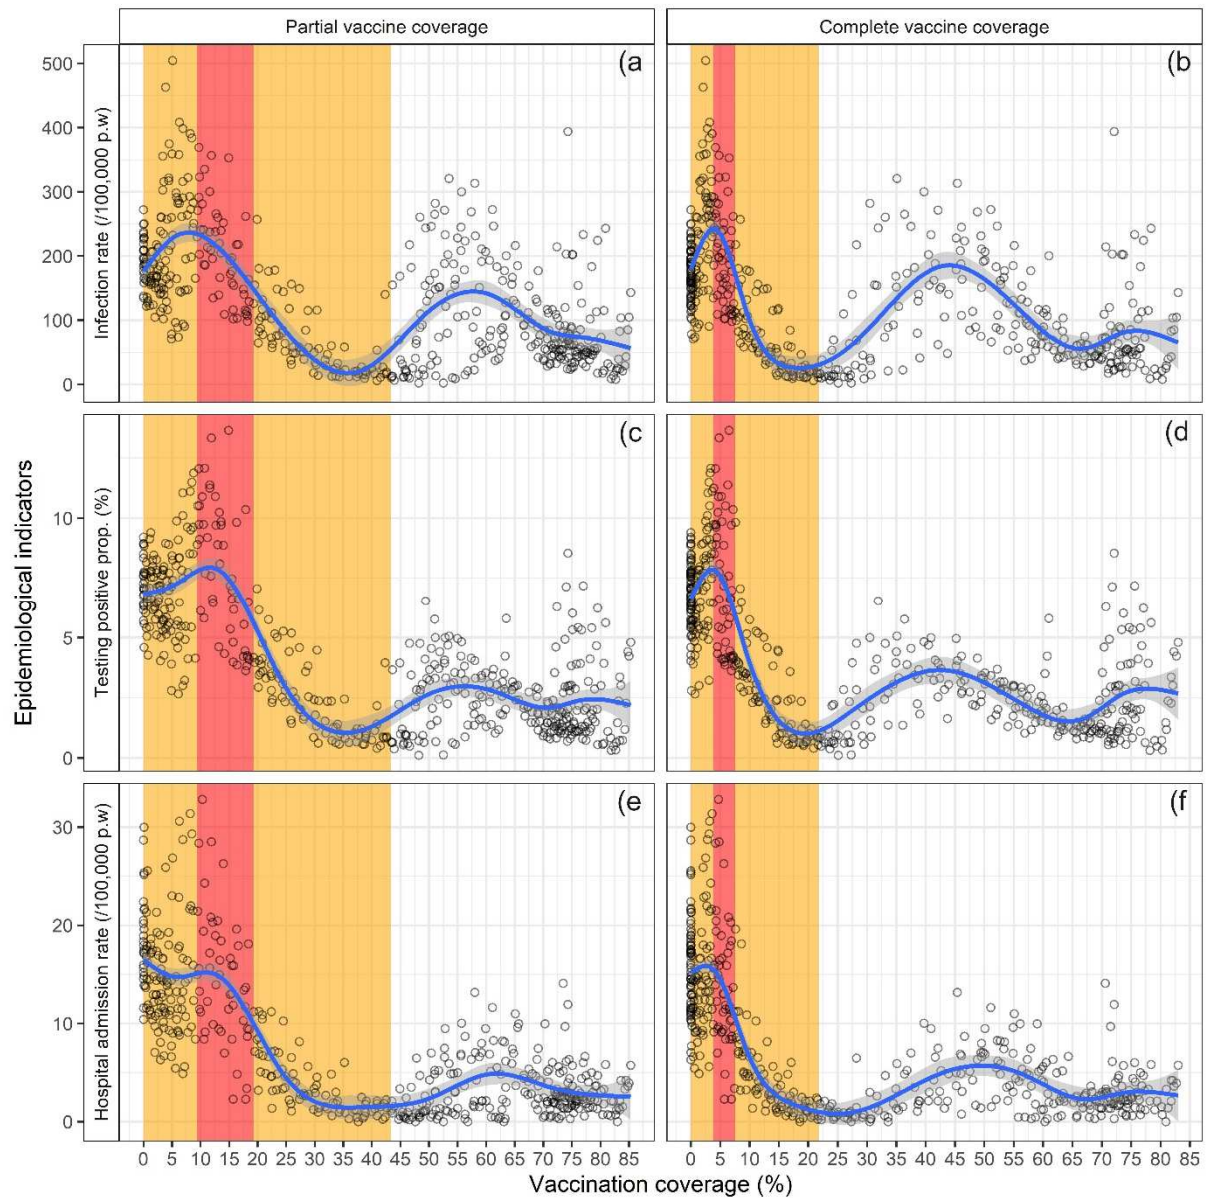 Partial vaccine coverage
Complete vaccine coverage
Epidemiological indicators
Infection rate (/100,000 p.w)
500
400
300
200
100
0
(a
(b
Testing positive prop. (%)
10
5
0
(c
(d
Hospital admission rate (/100,000 p.w)
30
20
10
0
(e
(f
0 5 10 15 20 25 30 35 40 45 50 55 60 65 70 75 80 85
0 5 10 15 20 25 30 35 40 45 50 55 60 65 70 75 80 85
Vaccination coverage (%)